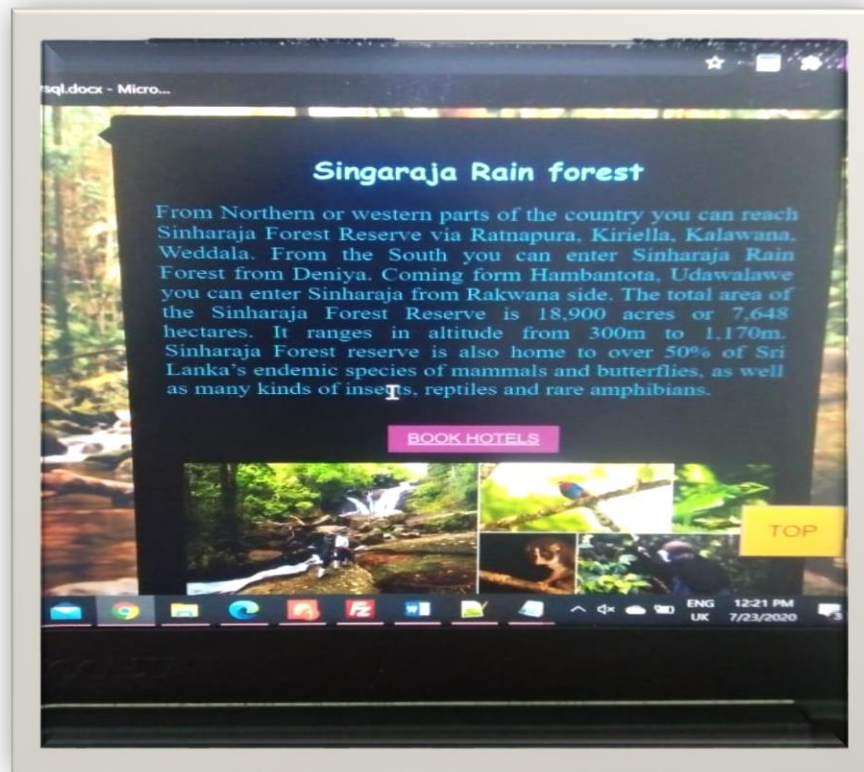 sql.docx - Micro...
Singaraja Rain forest
From Northern or western parts of the country you can reach
Sinharaja Forest Reserve via Ratnapura, Kiriella, Kalawana,
Weddala. From the South you can enter Sinharaja Rain
Forest from Deniya. Coming form Hambantota, Udawalawe
you can enter Sinharaja from Rakwana side. The total area of
the Sinharaja Forest Reserve is 18,900 acres or 7,648
hectares. It ranges in altitude from 300m to 1,170m.
Sinharaja Forest reserve is also home to over 50% of Sri
Lanka's endemic species of mammals and butterflies, as well
as many kinds of insects, reptiles and rare amphibians.
BOOK HOTELS
TOP
ENG 12:21 PM
UK 7/23/2020
3